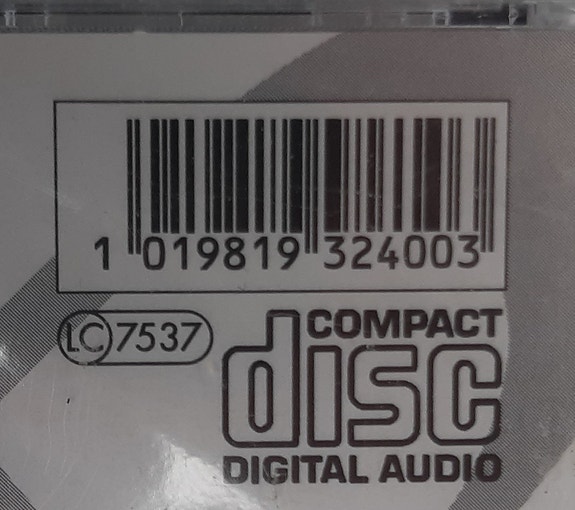 1 019819 324003
LC 7537
COMPACT
disc
DIGITAL AUDIO